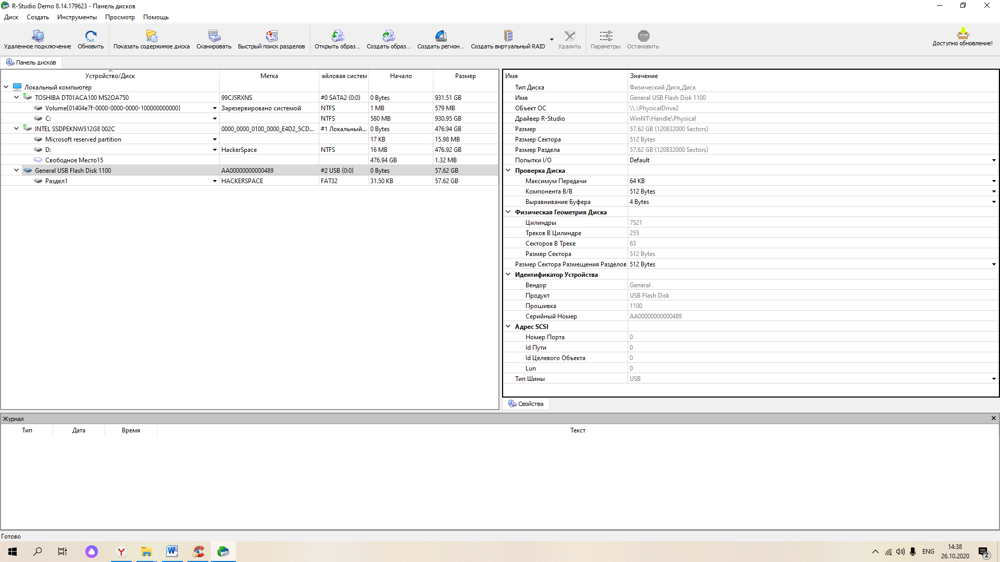 R-Studio Demo 8.14.179623 - Панель дисков
Диск Создать Инструменты Просмотр Помощь
Удаленное подключение Обновить Показать содержимое диска Сканировать Быстрый поиск разделов Открыть образ... Создать образ... Создать регион... Создать виртуальный RAID Удалить Параметры STOP Остановить Доступно обновление!
Панель дисков
Устройство/Диск Метка айловая систем Начало Размер
Локальный компьютер
TOSHIBA DT01ACA100 MS2OA750 99CJ5RXNS #0 SATA2 (0:0) 0 Bytes 931.51 GB
Volume{01404e7f-0000-0000-0000-100000000000} Зарезервировано системой NTFS 1 MB 579 MB
C: NTFS 580 MB 930.95 GB
INTEL SSDPEKNW512G8 002C 0000_0000_0100_0000_E4D2_5CD... #1 Локальный... 0 Bytes 476.94 GB
Microsoft reserved partition 17 KB 15.98 MB
D: HackerSpace NTFS 16 MB 476.92 GB
Свободное Место15 476.94 GB 1.32 MB
General USB Flash Disk 1100 AA00000000000489 #2 USB (0:0) 0 Bytes 57.62 GB
Раздел1 HACKERSPACE FAT32 31.50 KB 57.62 GB
Имя Значение
Тип Диска Физический Диск,Диск
Имя General USB Flash Disk 1100
Объект ОС \\.\PhysicalDrive2
Драйвер R-Studio WinNT\Handle\Physical
Размер 57.62 GB (120832000 Sectors)
Размер Сектора 512 Bytes
Размер Раздела 57.62 GB (120832000 Sectors)
Попытки I/O Default
Проверка Диска
Максимум Передачи 64 KB
Компонента В/В 512 Bytes
Выравнивание Буфера 4 Bytes
Физическая Геометрия Диска
Цилиндры 7521
Треков В Цилиндре 255
Секторов В Треке 63
Размер Сектора 512 Bytes
Размер Сектора Размещения Разделов 512 Bytes
Идентификатор Устройства
Вендор General
Продукт USB Flash Disk
Прошивка 1100
Серийный Номер AA00000000000489
Адрес SCSI
Номер Порта 0
Id Пути 0
Id Целевого Объекта 0
Lun 0
Тип Шины USB
Свойства
Журнал
Тип Дата Время Текст
Готово
ENG 14:38
26.10.2020 2